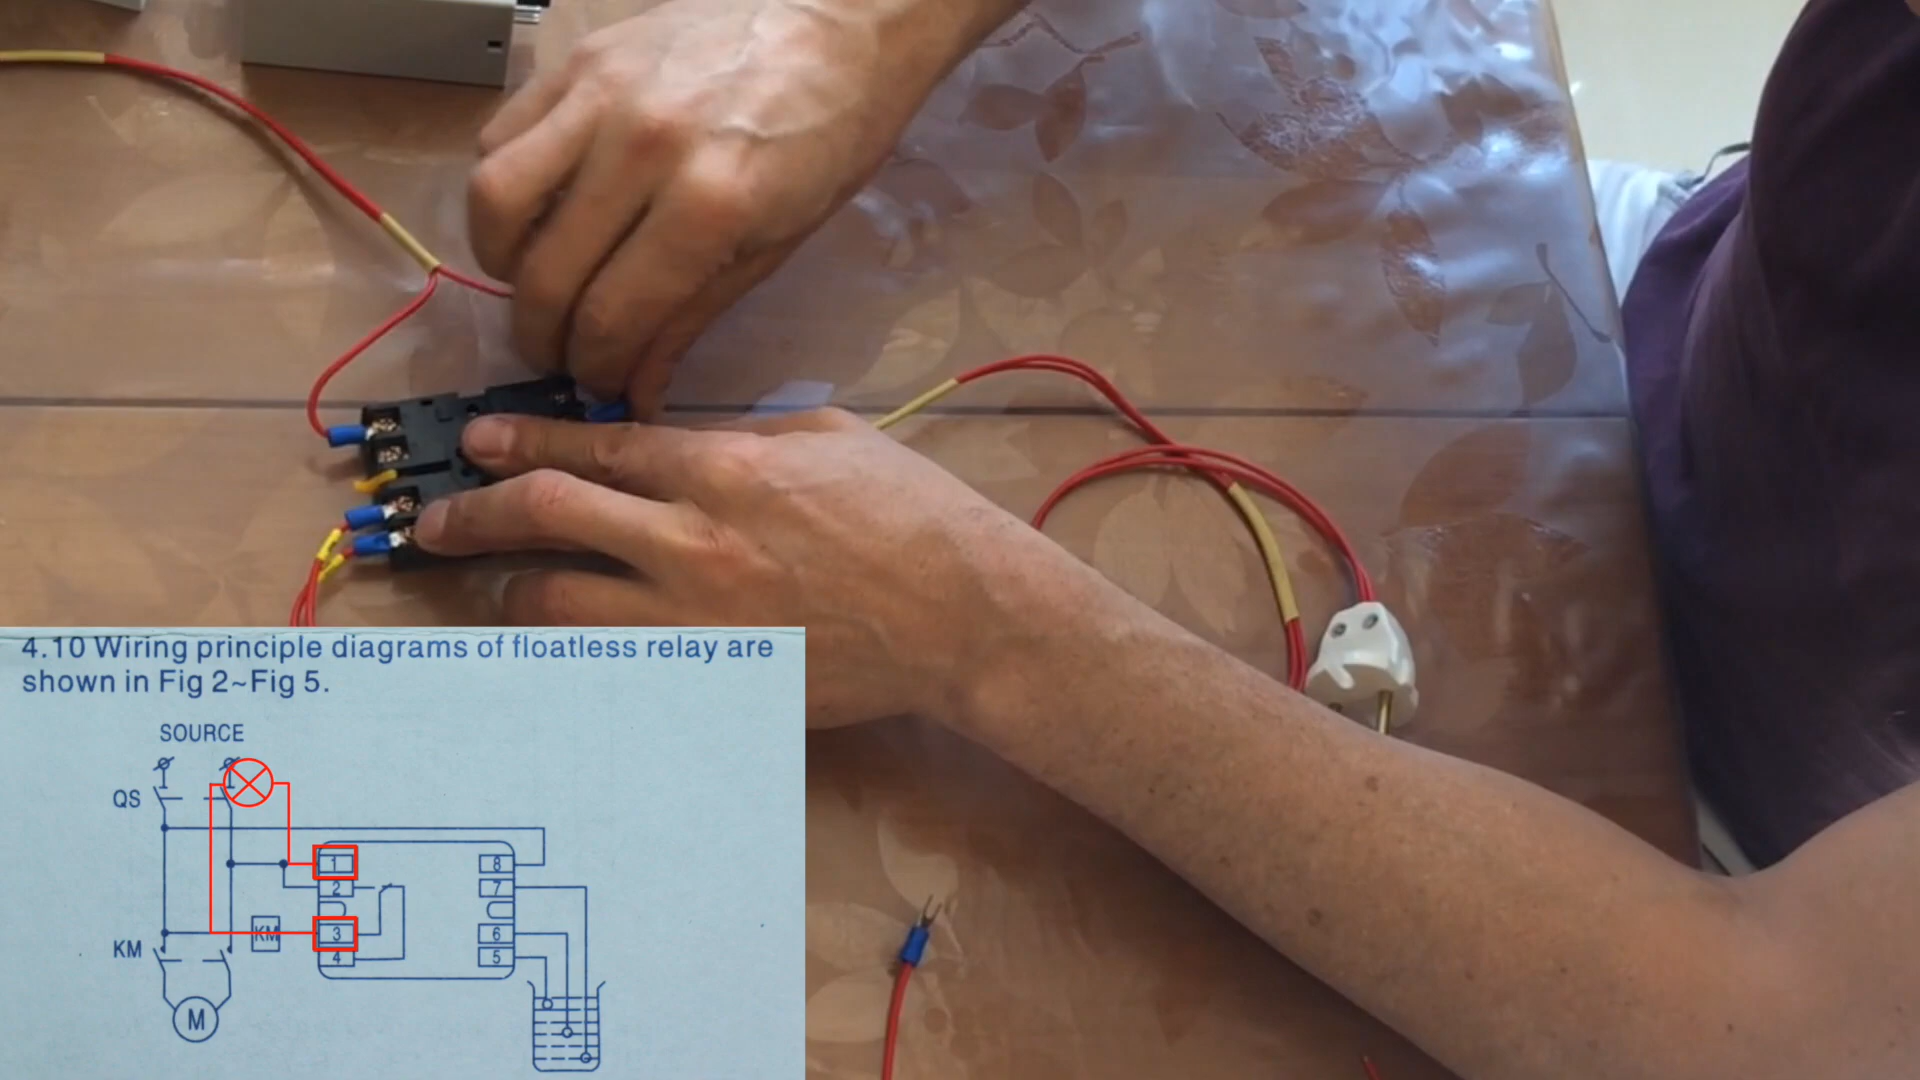 4.10 Wiring principle diagrams of floatless relay are
shown in Fig 2~Fig 5.
SOURCE
QS
1
8
2
7
KM
3
6
KM
4
5
M